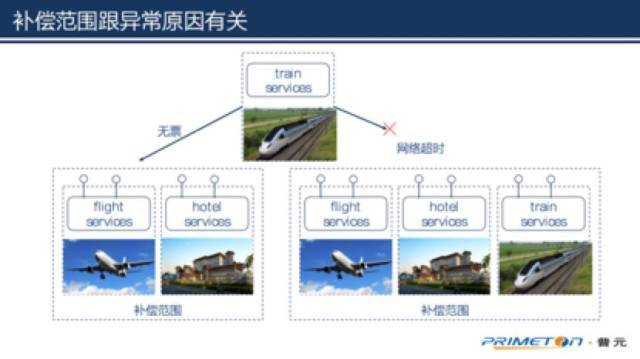 补偿范围跟异常原因有关
train
services
无票
网络超时
flight
services
hotel
services
flight
services
hotel
services
train
services
补偿范围
补偿范围
PRIMETON · 普元